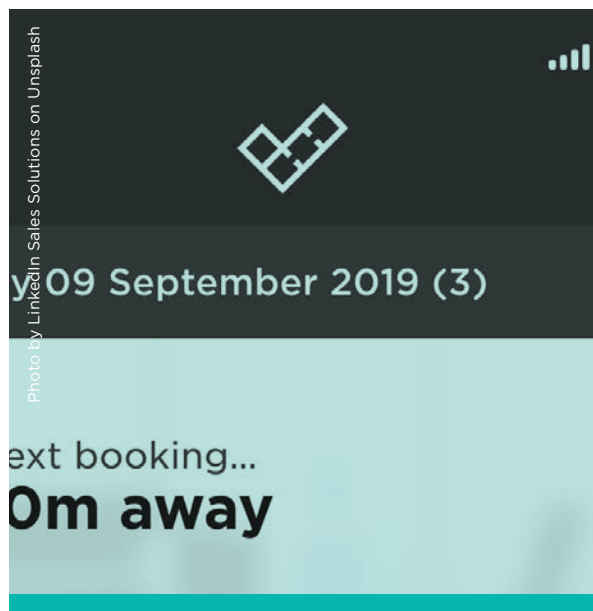 Photo by LinkedIn Sales Solutions on Unsplash
y 09 September 2019 (3)
ext booking...
0m away